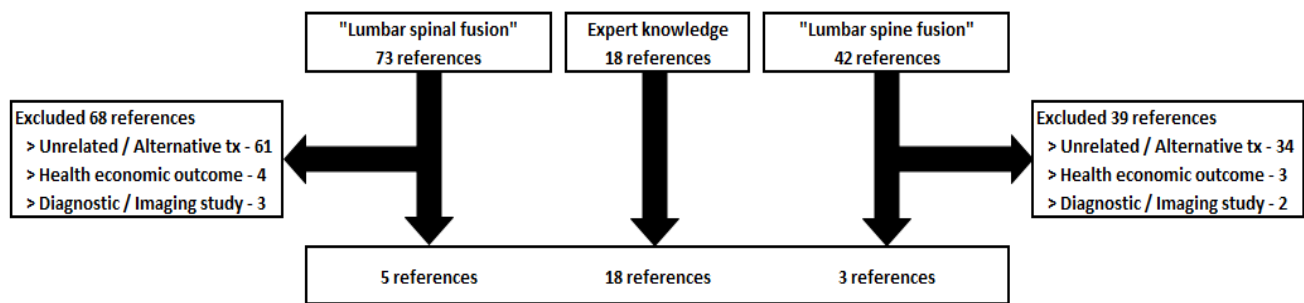 "Lumbar spinal fusion"
73 references
Expert knowledge
18 references
"Lumbar spine fusion"
42 references
Excluded 68 references
> Unrelated / Alternative tx - 61
> Health economic outcome - 4
> Diagnostic / Imaging study - 3
Excluded 39 references
> Unrelated / Alternative tx - 34
> Health economic outcome - 3
> Diagnostic / Imaging study - 2
5 references
18 references
3 references